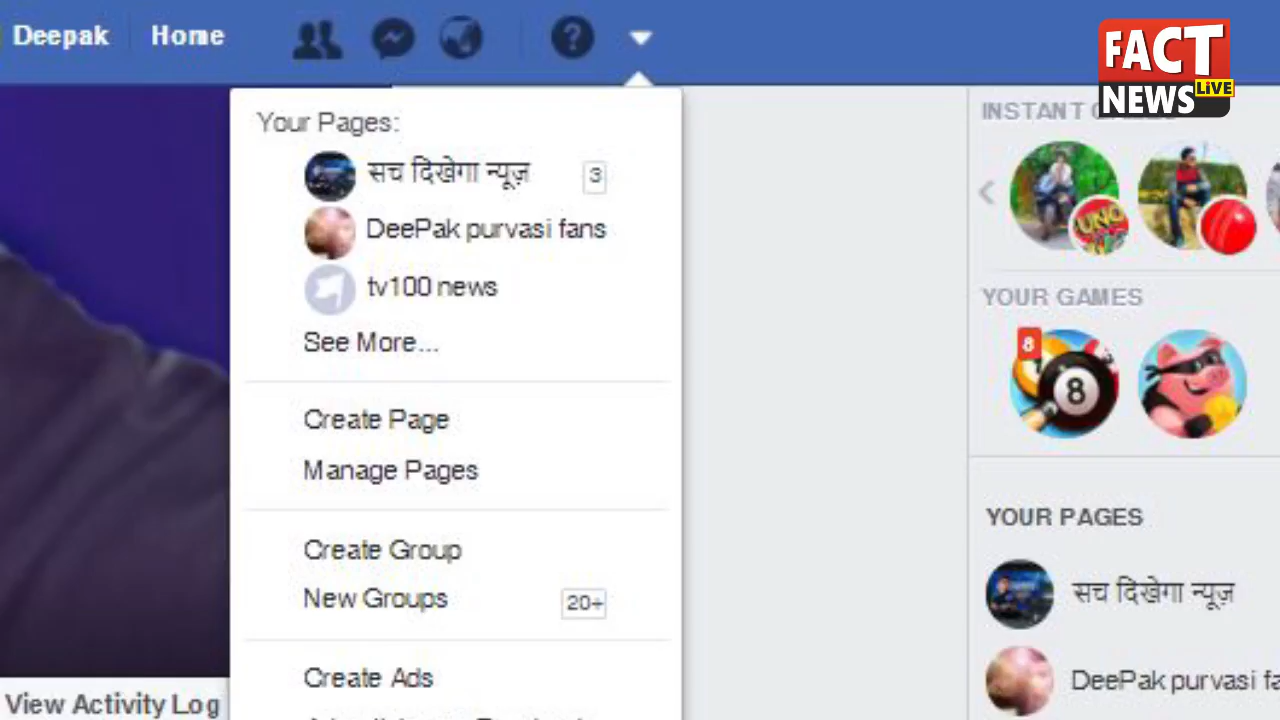 Deepak Home
FACT
NEWS LiVE
Your Pages:
सच दिखेगा न्यूज़ 3
DeePak purvasi fans
tv100 news
See More...
Create Page
Manage Pages
Create Group
New Groups 20+
Create Ads
View Activity Log
INSTANT
UNO
YOUR GAMES
8
8
YOUR PAGES
सच दिखेगा न्यूज़
DeePak purvasi fa